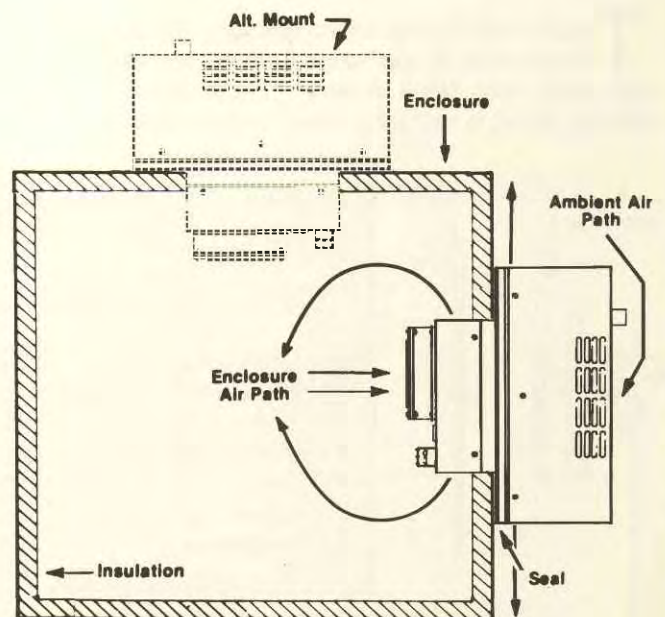 Alt. Mount
Enclosure
Ambient Air
Path
Enclosure
Air Path
Insulation
Seal